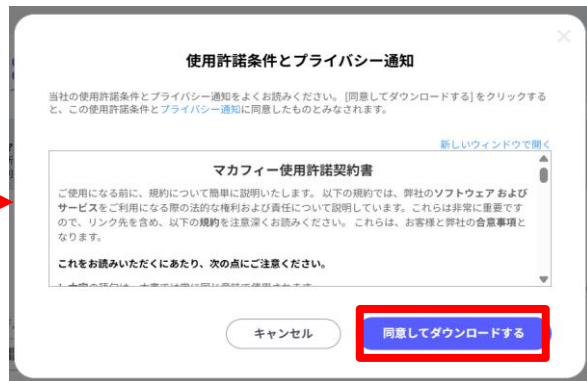 使用許諾条件とプライバシー通知
当社の使用許諾条件とプライバシー通知をよくお読みください。[同意してダウンロードする] をクリックする
と、この使用許諾条件とプライバシー通知に同意したものとみなされます。
新しいウィンドウで開く
マカフィー使用許諾契約書
ご使用になる前に、規約について簡単に説明いたします。 以下の規約では、弊社のソフトウェア および
サービスをご利用になる際の法的な権利および責任について説明しています。これらは非常に重要です
ので、リンク先を含め、以下の規約を注意深くお読みください。 これらは、お客様と弊社の合意事項と
なります。
これをお読みいただくにあたり、次の点にご注意ください。
キャンセル
同意してダウンロードする